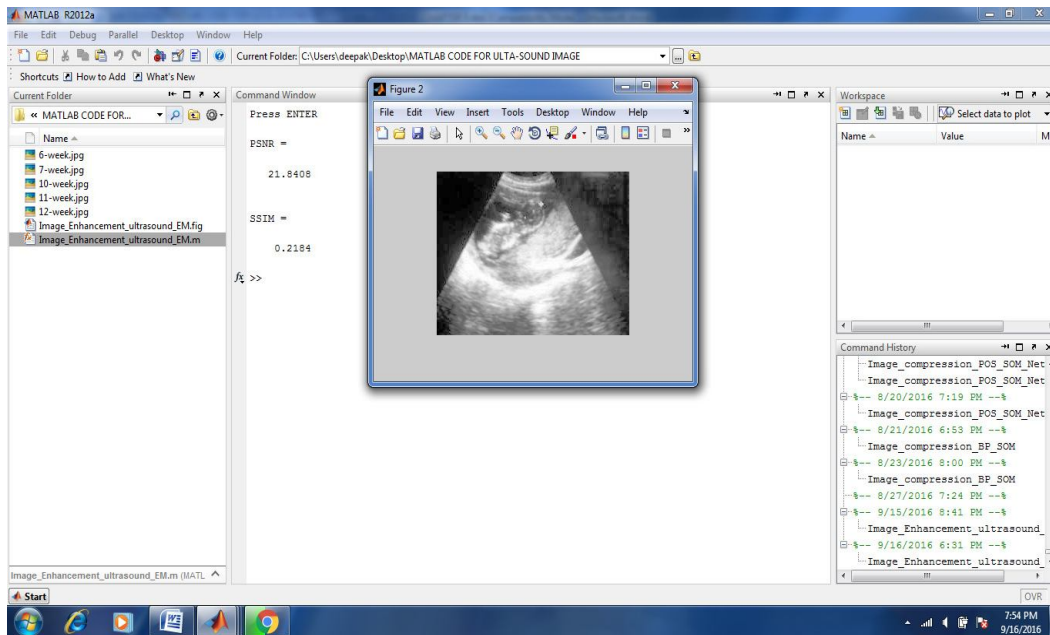 MATLAB R2012a
File Edit Debug Parallel Desktop Window Help
Current Folder: C:\Users\deepak\Desktop\MATLAB CODE FOR ULTA-SOUND IMAGE
Shortcuts How to Add What's New
Current Folder
« MATLAB CODE FOR...
Name
6-week.jpg
7-week.jpg
10-week.jpg
11-week.jpg
12-week.jpg
Image_Enhancement_ultrasound_EM.fig
Image_Enhancement_ultrasound_EM.m
Image_Enhancement_ultrasound_EM.m (MATL
Command Window
Press ENTER
PSNR =
21.8408
SSIM =
0.2184
fx >>
Figure 2
File Edit View Insert Tools Desktop Window Help
Workspace
Select data to plot
Name Value M
Command History
Image_compression_POS_SOM_Net
Image_compression_POS_SOM_Net
%-- 8/20/2016 7:19 PM --%
Image_compression_POS_SOM_Net
%-- 8/21/2016 6:53 PM --%
Image_compression_BP_SOM
%-- 8/23/2016 8:00 PM --%
Image_compression_BP_SOM
%-- 8/27/2016 7:24 PM --%
%-- 9/15/2016 8:41 PM --%
Image_Enhancement_ultrasound_
%-- 9/16/2016 6:31 PM --%
Image_Enhancement_ultrasound_
Start
OVR
7:54 PM
9/16/2016